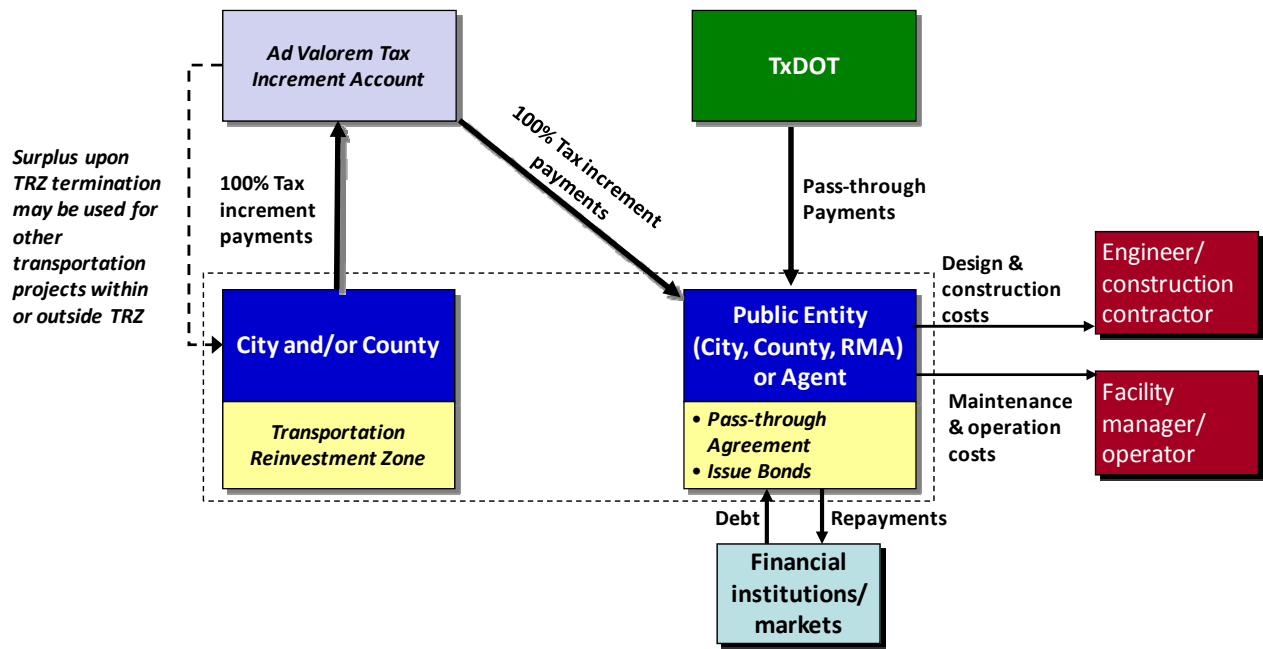 Ad Valorem Tax
Increment Account
TxDOT
Surplus upon
TRZ termination
may be used for
other
transportation
projects within
or outside TRZ
100% Tax
increment
payments
100% Tax increment
payments
Pass-through
Payments
City and/or County
Transportation
Reinvestment Zone
Public Entity
(City, County, RMA)
or Agent
• Pass-through
Agreement
• Issue Bonds
Design &
construction
costs
Engineer/
construction
contractor
Maintenance
& operation
costs
Facility
manager/
operator
Debt
Repayments
Financial
institutions/
markets